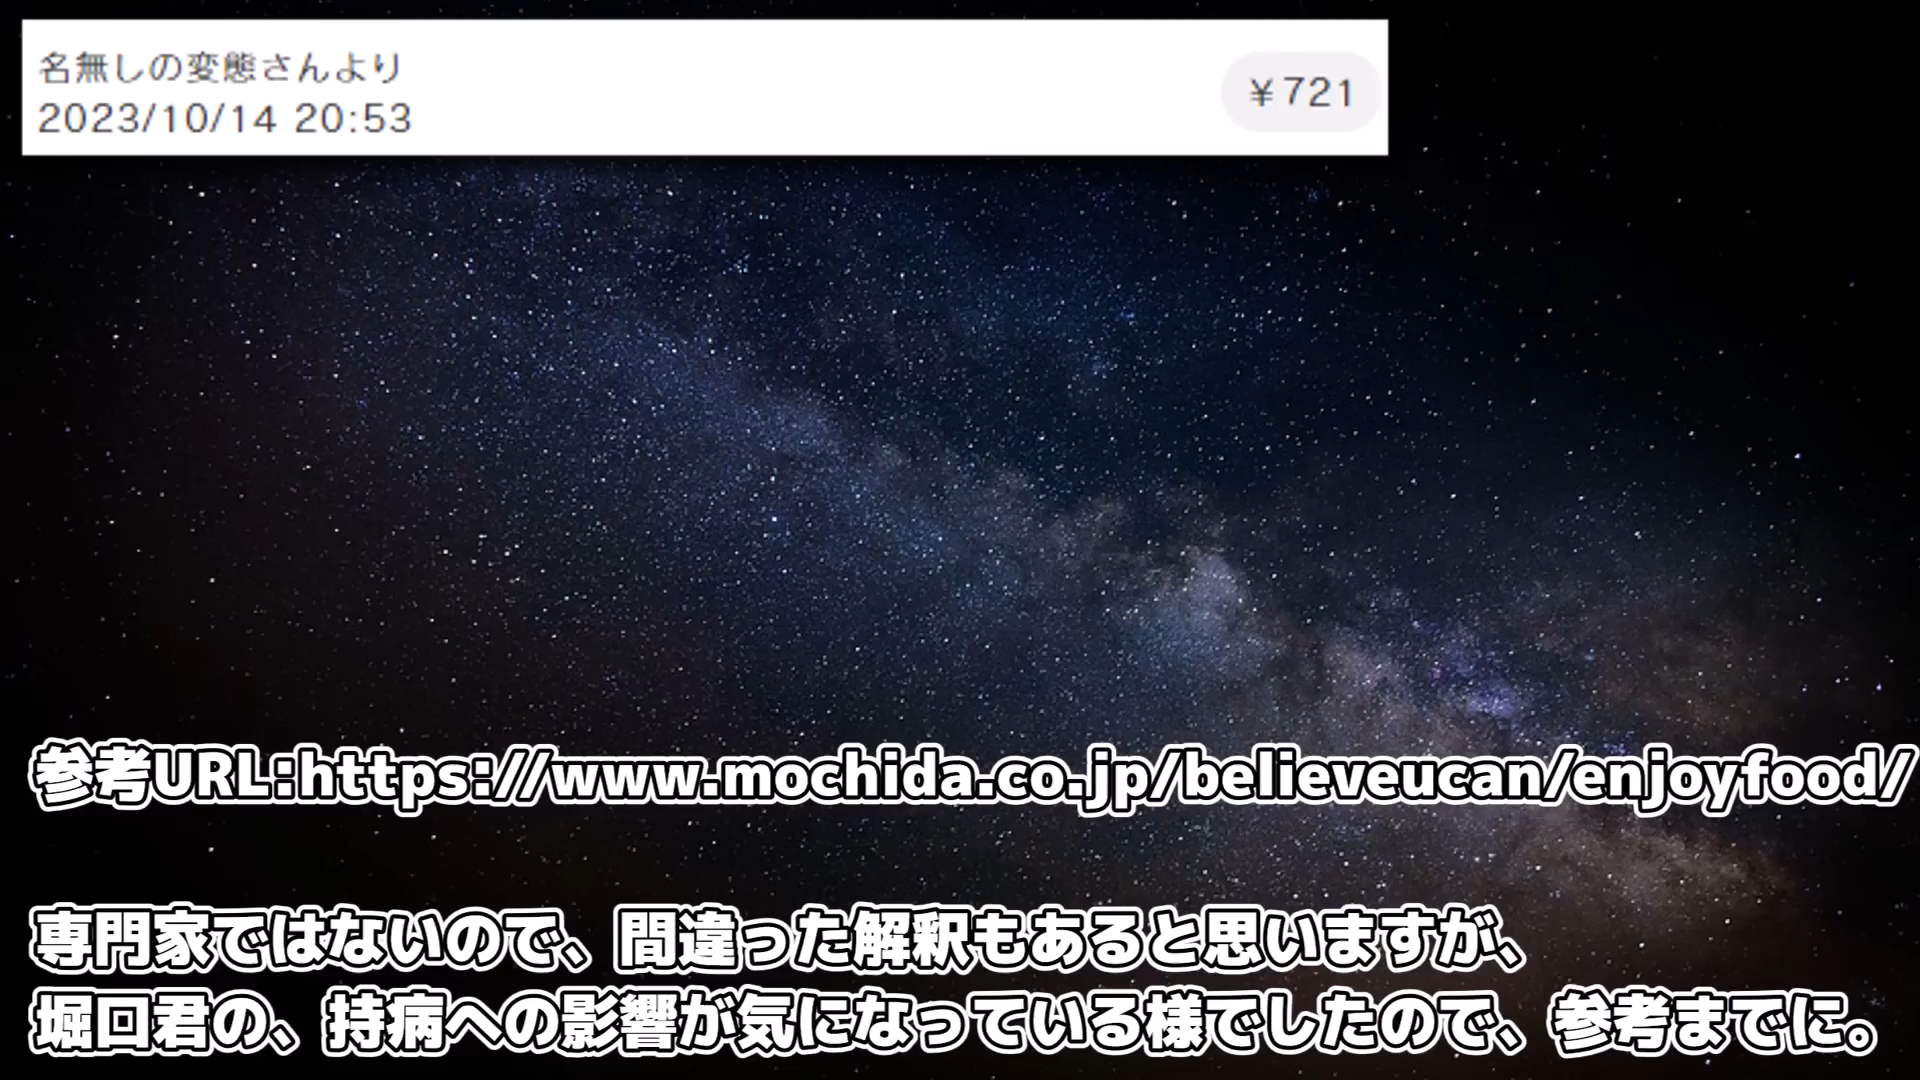 名無しの変態さんより
2023/10/14 20:53
¥721
参考URL:https://www.mochida.co.jp/believeucan/enjoyfood/
専門家ではないので、間違った解釈もあると思いますが、
堀口君の、持病への影響が気になっている様でしたので、参考までに。